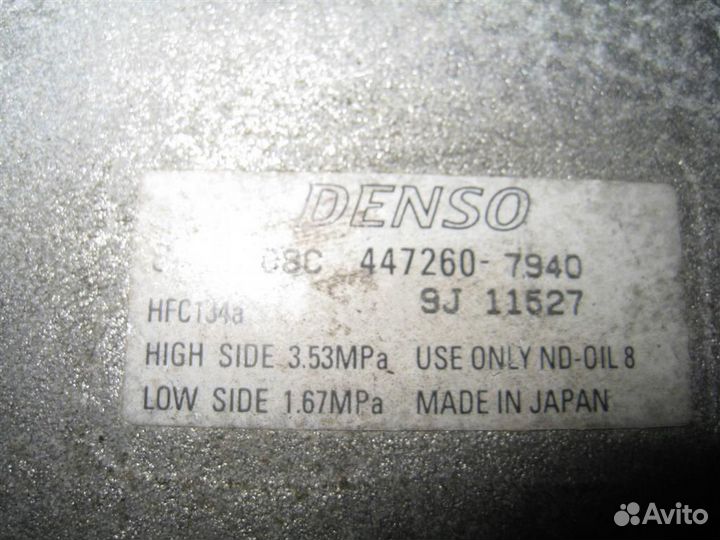 DENSO
08C 447260-7940
HFC134a 9J 11527
HIGH SIDE 3.53MPa USE ONLY ND-OIL 8
LOW SIDE 1.67MPa MADE IN JAPAN
Avito